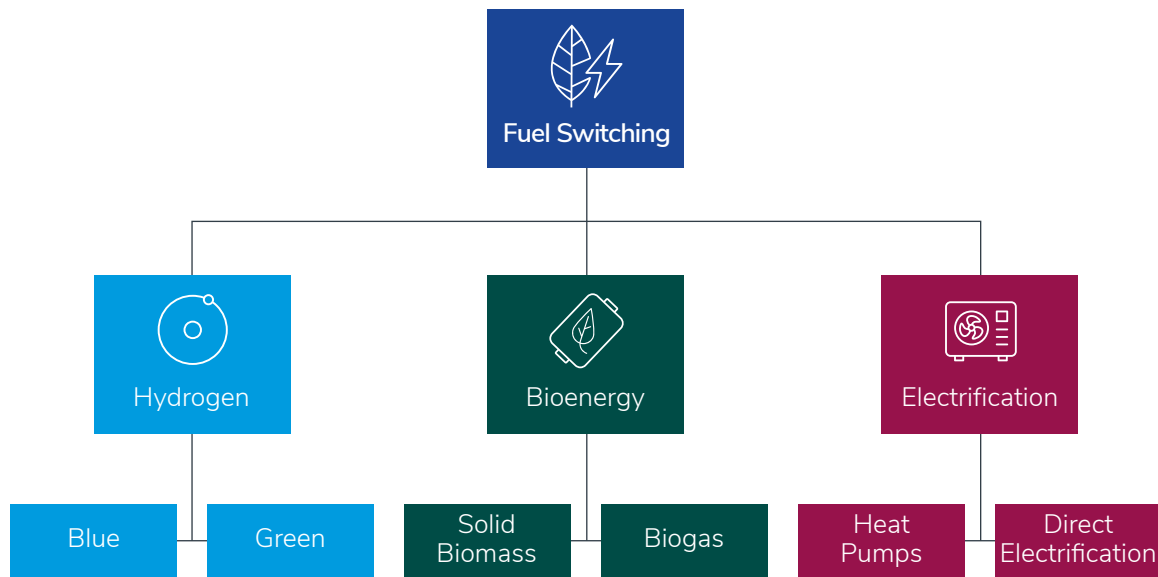 Fuel Switching
Hydrogen
Bioenergy
Electrification
Blue
Green
Solid
Biomass
Biogas
Heat
Pumps
Direct
Electrification